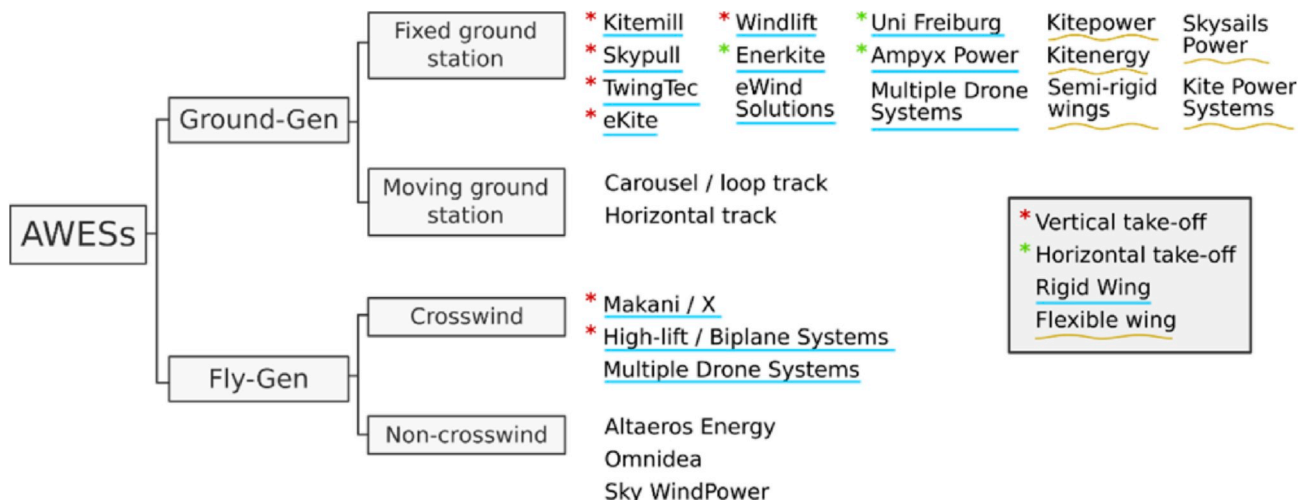 AWESs
Ground-Gen
Fixed ground
station
* Kitemill
* Skypull
* TwingTec
* eKite
* Windlift
* Enerkite
eWind
Solutions
* Uni Freiburg
* Ampyx Power
Multiple Drone
Systems
Kitepower
Kitenergy
Semi-rigid
wings
Skysails
Power
Kite Power
Systems
Moving ground
station
Carousel / loop track
Horizontal track
Fly-Gen
Crosswind
* Makani / X
* High-lift / Biplane Systems
Multiple Drone Systems
Non-crosswind
Altaeros Energy
Omnidea
Sky WindPower
* Vertical take-off
* Horizontal take-off
Rigid Wing
Flexible wing